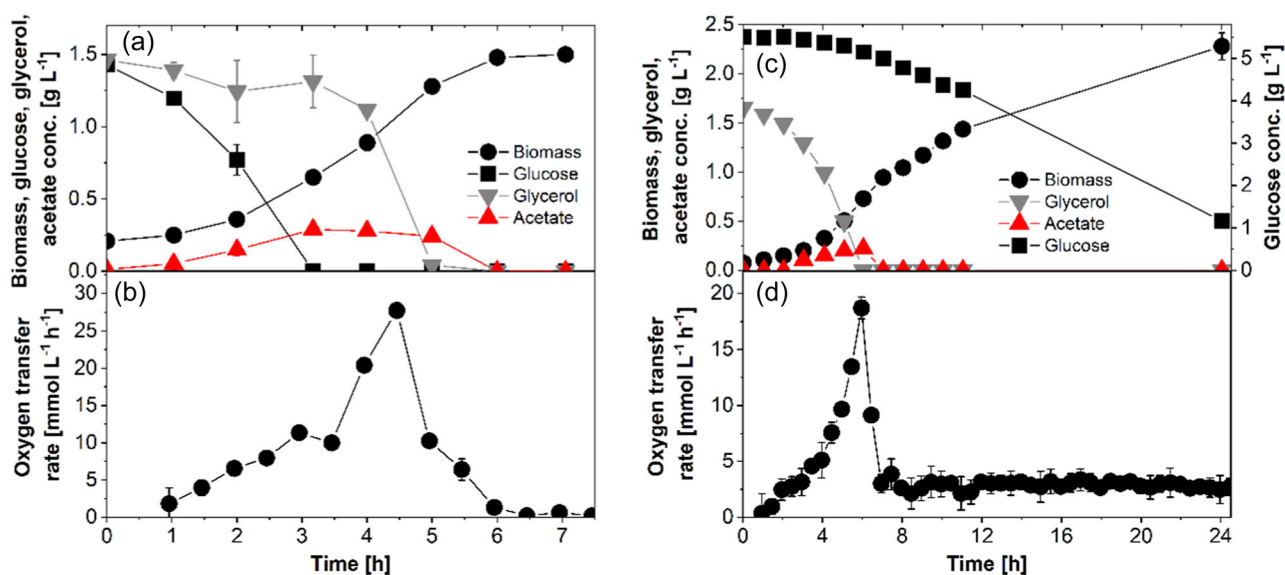 (a)
Biomass, glucose, glycerol,
acetate conc. [g L⁻¹]
1.5
1.0
0.5
0.0
Biomass
Glucose
Glycerol
Acetate
(b)
Oxygen transfer
rate [mmol L⁻¹ h⁻¹]
30
25
20
15
10
5
0
0 1 2 3 4 5 6 7
Time [h]
(c)
Biomass, glycerol,
acetate conc. [g L⁻¹]
2.5
2.0
1.5
1.0
0.5
0.0
Biomass
Glycerol
Acetate
Glucose
5
4
3
2
1
0
Glucose conc. [g L⁻¹]
(d)
Oxygen transfer
rate [mmol L⁻¹ h⁻¹]
20
15
10
5
0
0 4 8 12 16 20 24
Time [h]